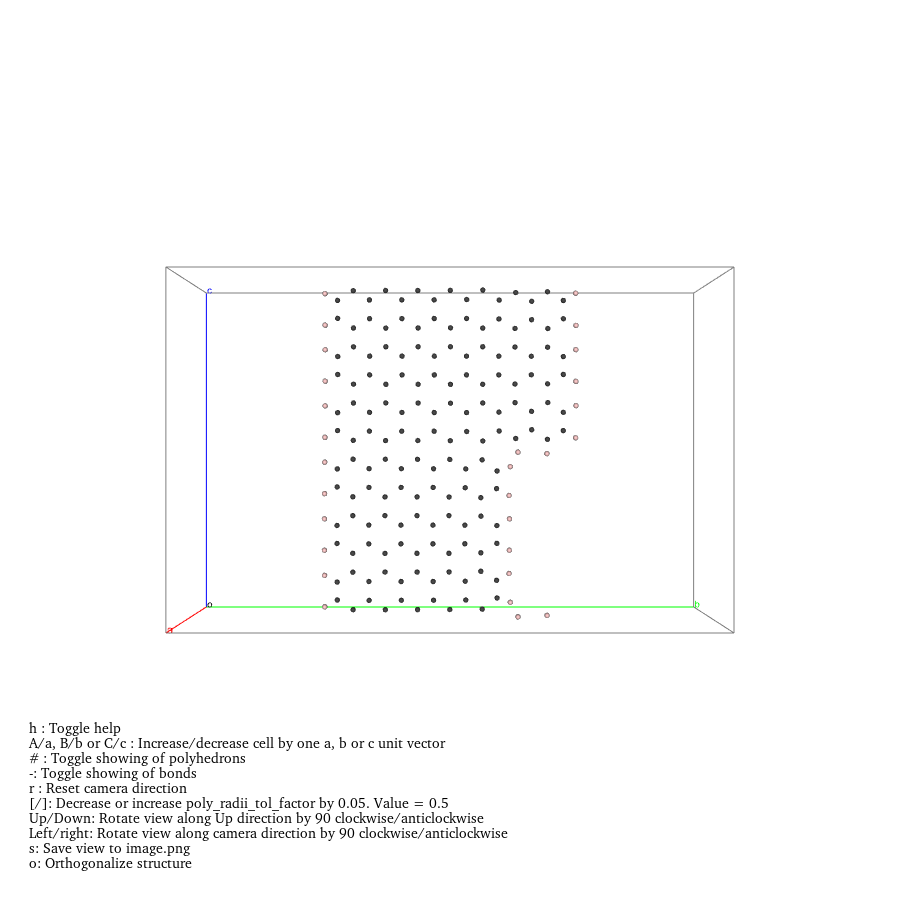 c
o
b
a
h : Toggle help
A/a, B/b or C/c : Increase/decrease cell by one a, b or c unit vector
# : Toggle showing of polyhedrons
-: Toggle showing of bonds
r : Reset camera direction
[/]: Decrease or increase poly_radii_tol_factor by 0.05. Value = 0.5
Up/Down: Rotate view along Up direction by 90 clockwise/anticlockwise
Left/right: Rotate view along camera direction by 90 clockwise/anticlockwise
s: Save view to image.png
o: Orthogonalize structure